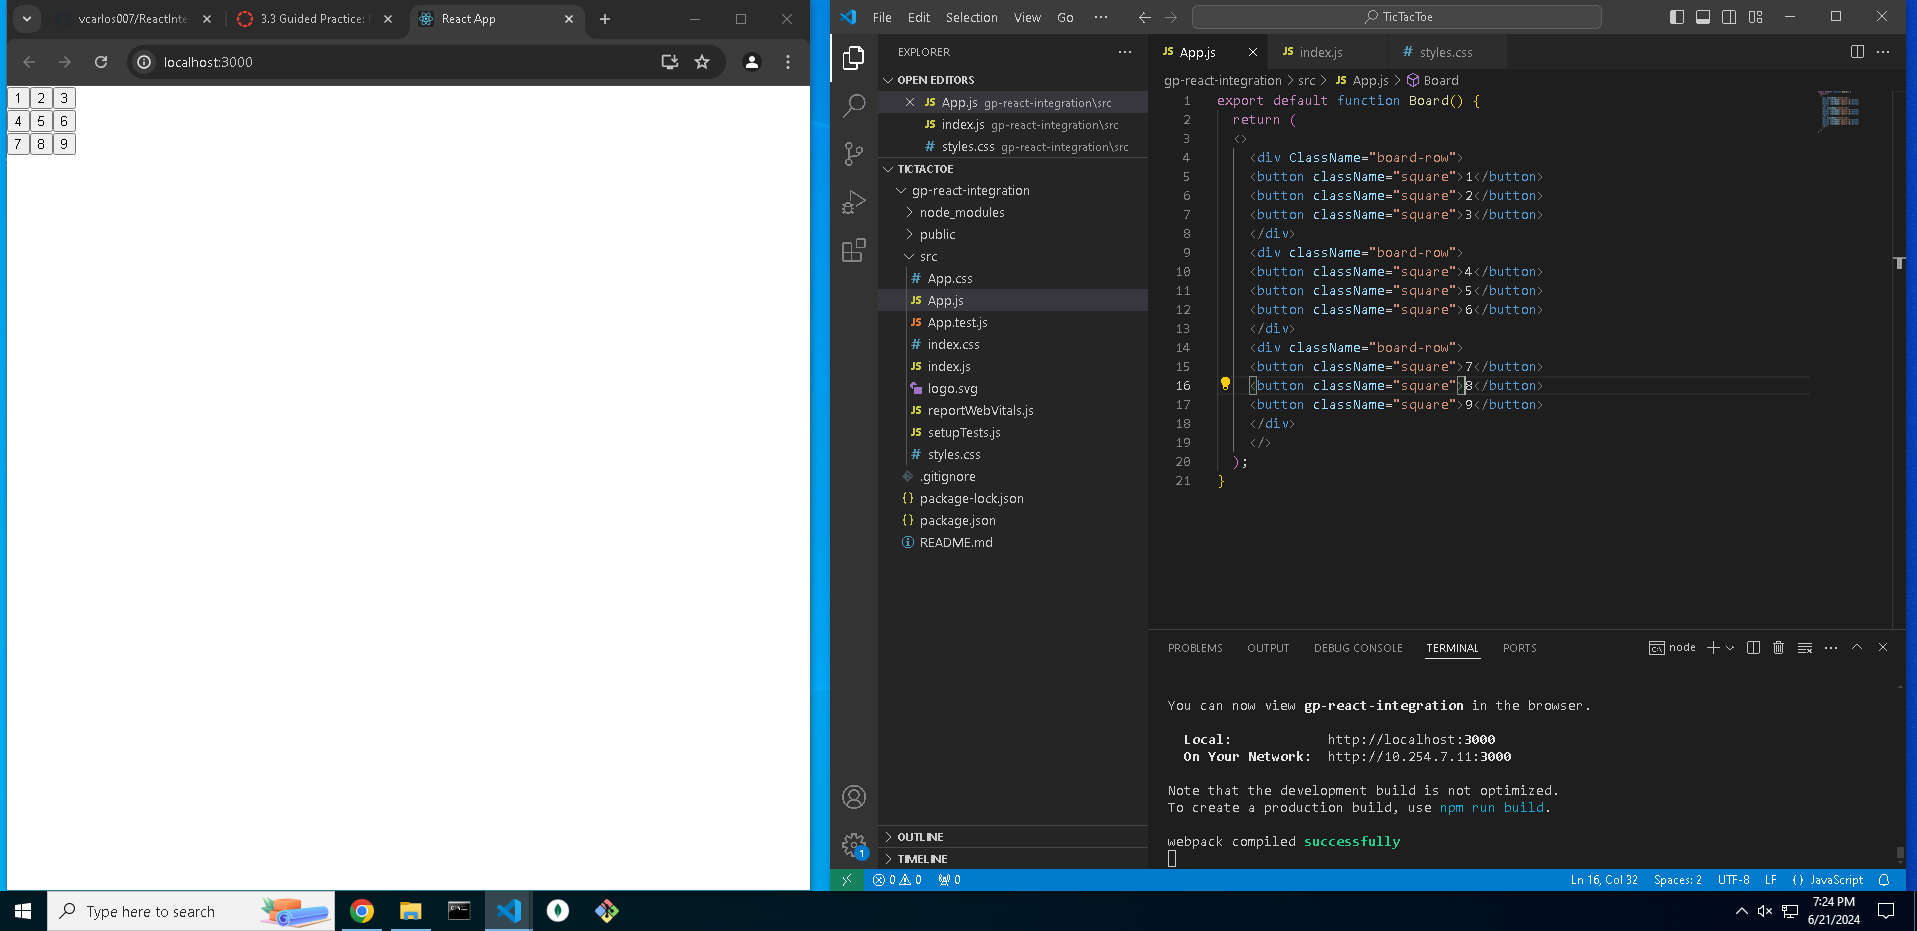 vcarlos007/ReactInte
3.3 Guided Practice:
React App
localhost:3000
1 2 3
4 5 6
7 8 9
File Edit Selection View Go ···
TicTacToe
EXPLORER
OPEN EDITORS
App.js gp-react-integration\src
JS index.js gp-react-integration\src
# styles.css gp-react-integration\src
TICTACTOE
gp-react-integration
node_modules
public
src
# App.css
JS App.js
JS App.test.js
# index.css
JS index.js
logo.svg
JS reportWebVitals.js
JS setupTests.js
# styles.css
.gitignore
{} package-lock.json
{} package.json
README.md
OUTLINE
TIMELINE
JS App.js
JS index.js
# styles.css
gp-react-integration > src > JS App.js > Board
1 export default function Board() {
2 return (
3 <>
4 <div ClassName="board-row">
5 <button className="square">1</button>
6 <button className="square">2</button>
7 <button className="square">3</button>
8 </div>
9 <div className="board-row">
10 <button className="square">4</button>
11 <button className="square">5</button>
12 <button className="square">6</button>
13 </div>
14 <div className="board-row">
15 <button className="square">7</button>
16 <button className="square">8</button>
17 <button className="square">9</button>
18 </div>
19 </>
20 );
21 }
PROBLEMS OUTPUT DEBUG CONSOLE TERMINAL PORTS
node
You can now view gp-react-integration in the browser.
Local: http://localhost:3000
On Your Network: http://10.254.7.11:3000
Note that the development build is not optimized.
To create a production build, use npm run build.
webpack compiled successfully
1
0 0 0
Ln 16, Col 32 Spaces: 2 UTF-8 LF {} JavaScript
Type here to search
7:24 PM
6/21/2024